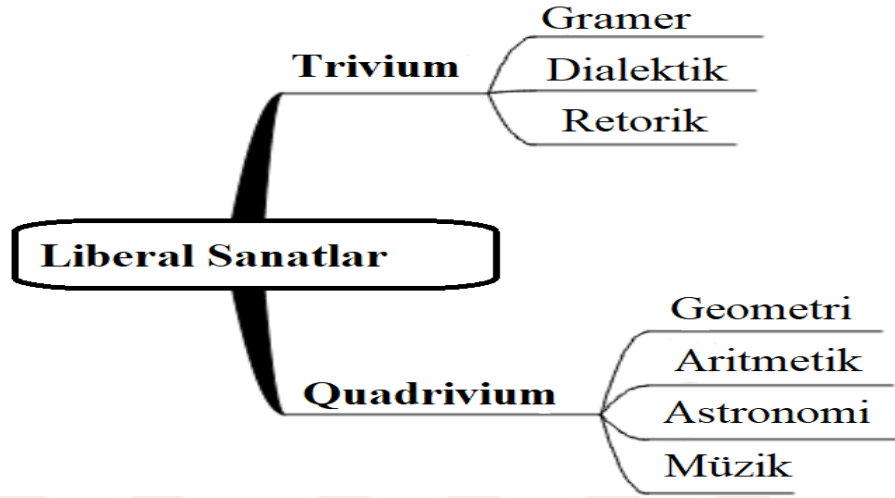 Gramer
Trivium
Dialektik
Retorik
Liberal Sanatlar
Geometri
Aritmetik
Quadrivium
Astronomi
Müzik